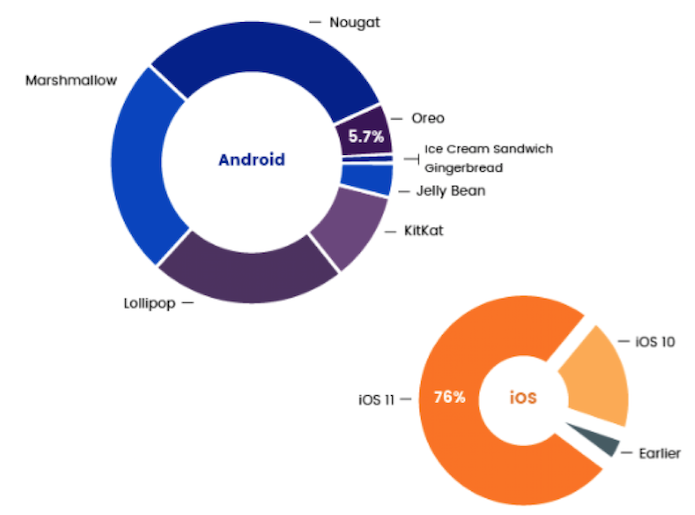 Nougat
Marshmallow
Oreo
5.7%
Ice Cream Sandwich
Gingerbread
Android
Jelly Bean
KitKat
Lollipop
iOS 10
iOS 11
76%
iOS
Earlier